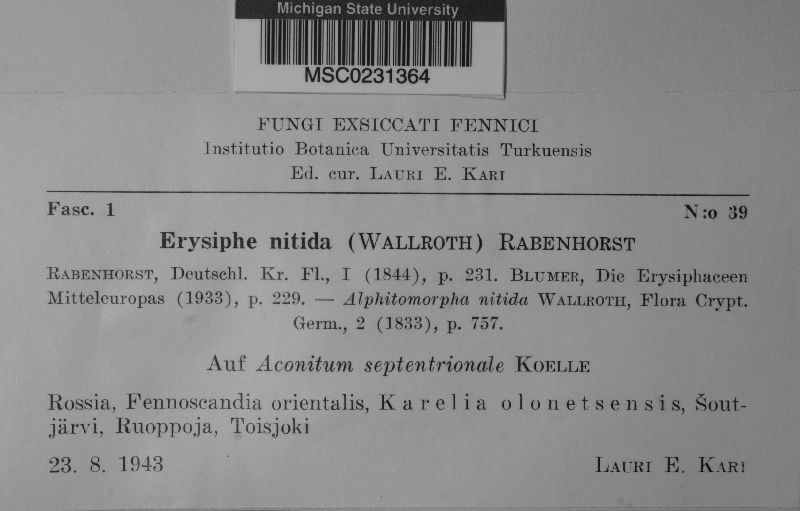 Michigan State University
MSC0231364
FUNGI EXSICCATI FENNICI
Institutio Botanica Universitatis Turkuensis
Ed. cur. LAURI E. KARI
Fasc. 1 N:o 39
Erysiphe nitida (WALLROTH) RABENHORST
RABENHORST, Deutschl. Kr. Fl., I (1844), p. 231. BLUMER, Die Erysiphaceen
Mitteleuropas (1933), p. 229. — Alphitomorpha nitida WALLROTH, Flora Crypt.
Germ., 2 (1833), p. 757.
Auf Aconitum septentrionale KOELLE
Rossia, Fennoscandia orientalis, Karelia olonetsensis, Šout-
järvi, Ruoppoja, Toisjoki
23. 8. 1943 LAURI E. KARI